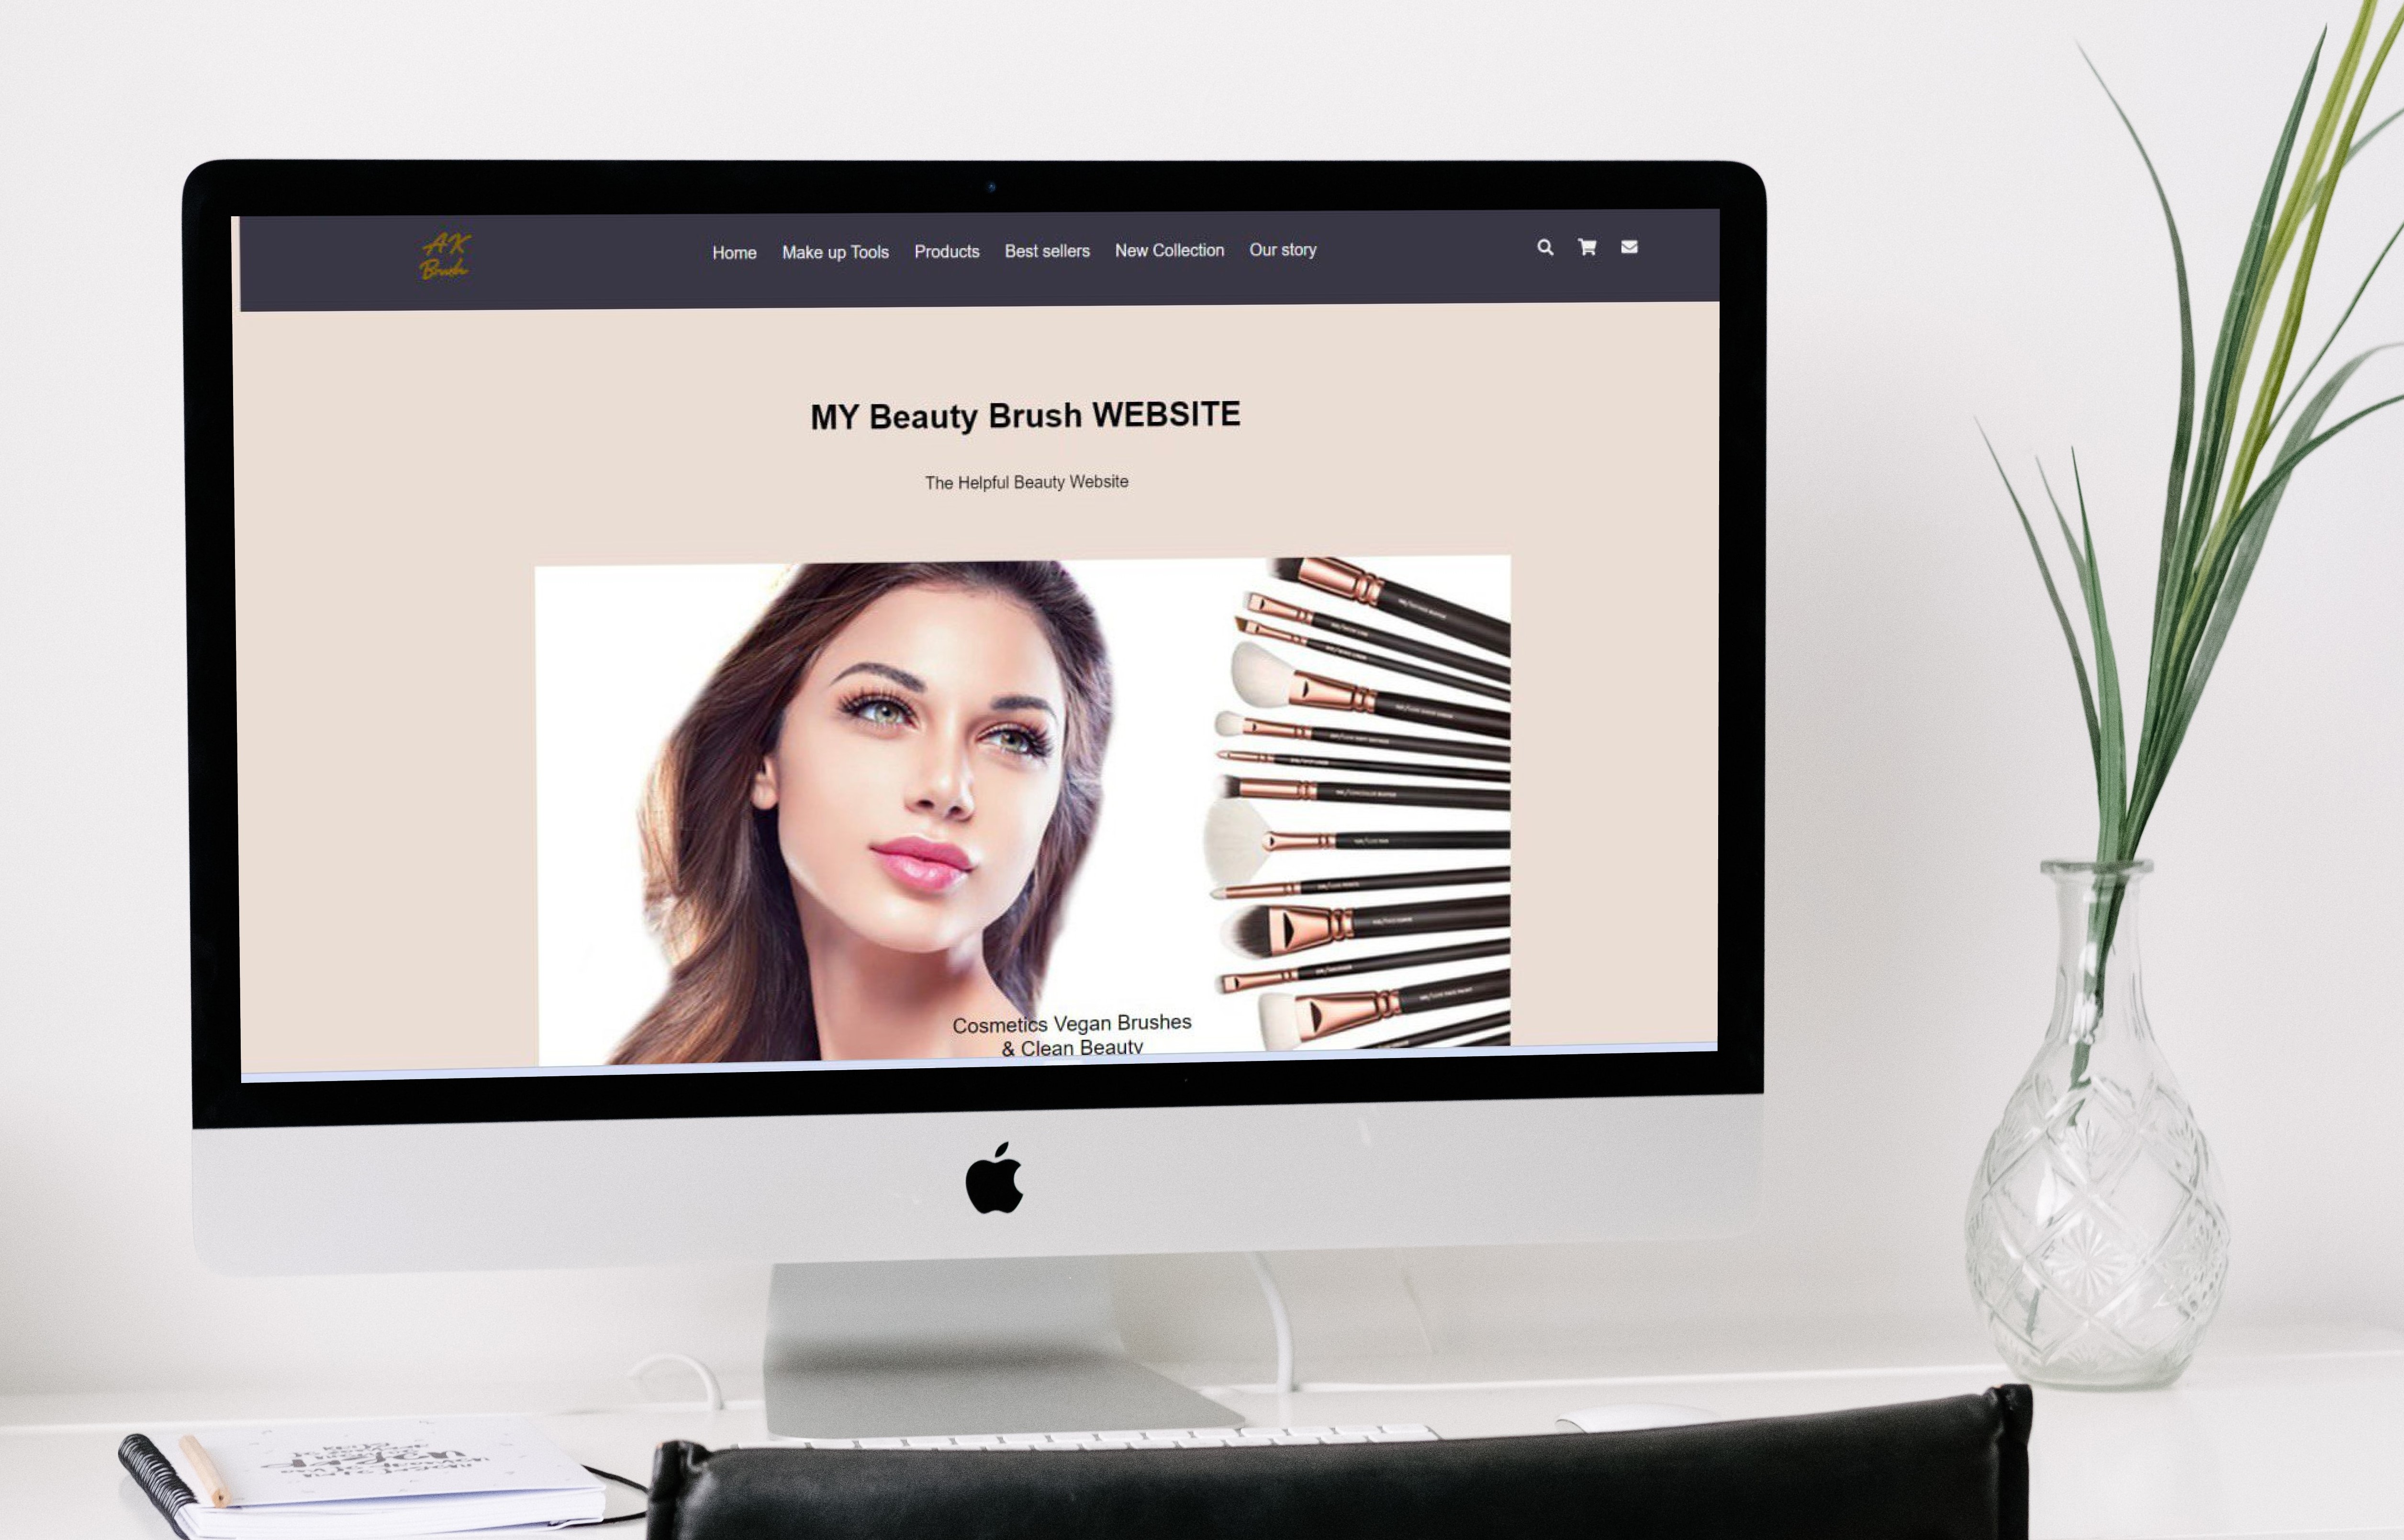 AK
Brush
Home Make up Tools Products Best sellers New Collection Our story
MY Beauty Brush WEBSITE
The Helpful Beauty Website
Cosmetics Vegan Brushes
& Clean Beauty